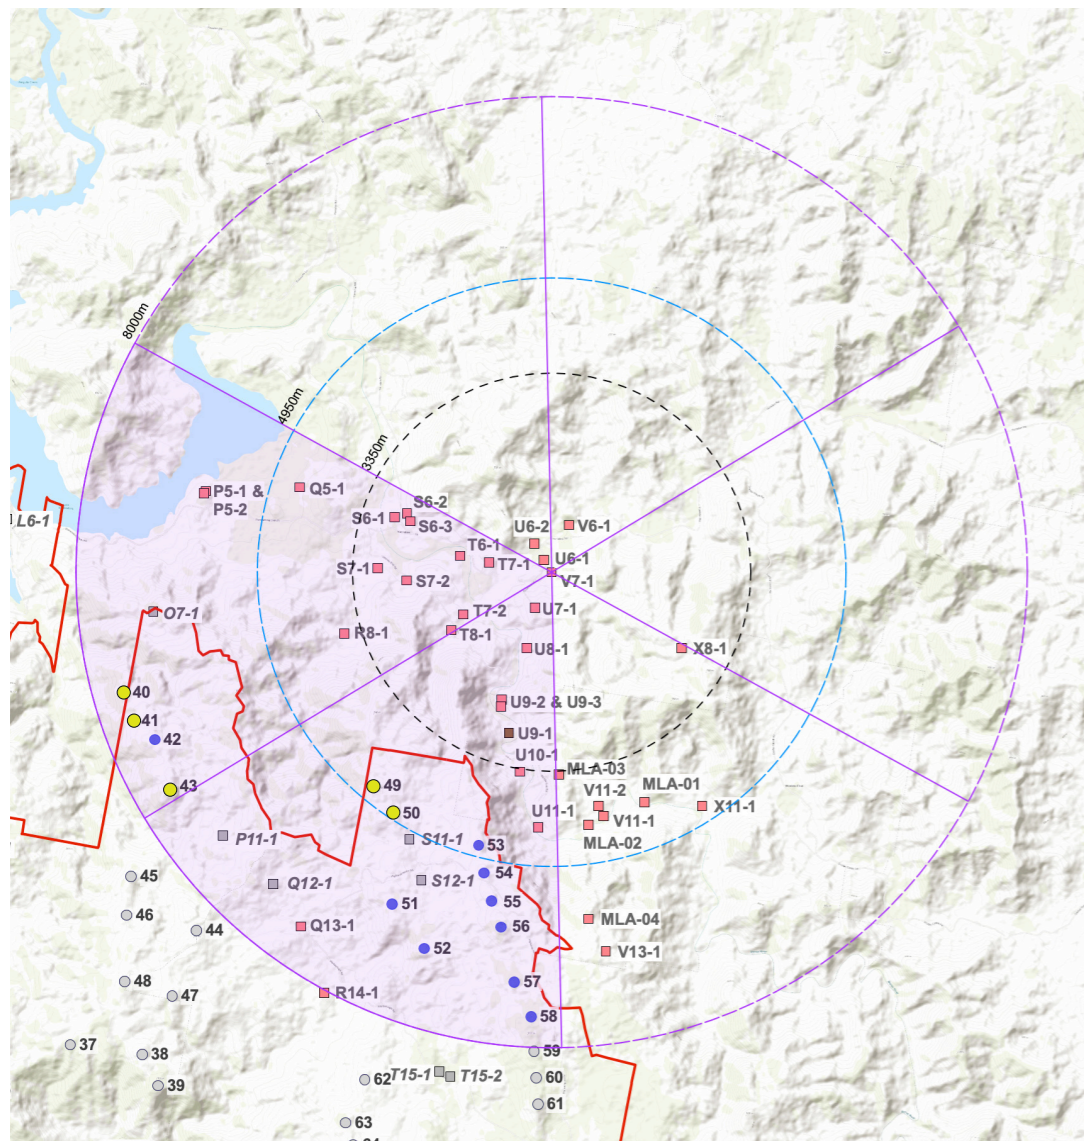 8000m
4950m
3350m
P5-1 &
P5-2
Q5-1
L6-1
S6-2
S6-1
S6-3
V6-1
U6-2
T6-1
U6-1
T7-1
S7-1
V7-1
S7-2
O7-1
U7-1
T7-2
R8-1
T8-1
U8-1
X8-1
40
U9-2 & U9-3
41
42
U9-1
U10-1
MLA-03
49
43
V11-2
MLA-01
X11-1
50
U11-1
V11-1
P11-1
S11-1
MLA-02
53
54
45
Q12-1
S12-1
55
51
46
MLA-04
Q13-1
56
44
52
V13-1
48
57
R14-1
47
58
37
59
38
T15-1
T15-2
62
60
39
61
63